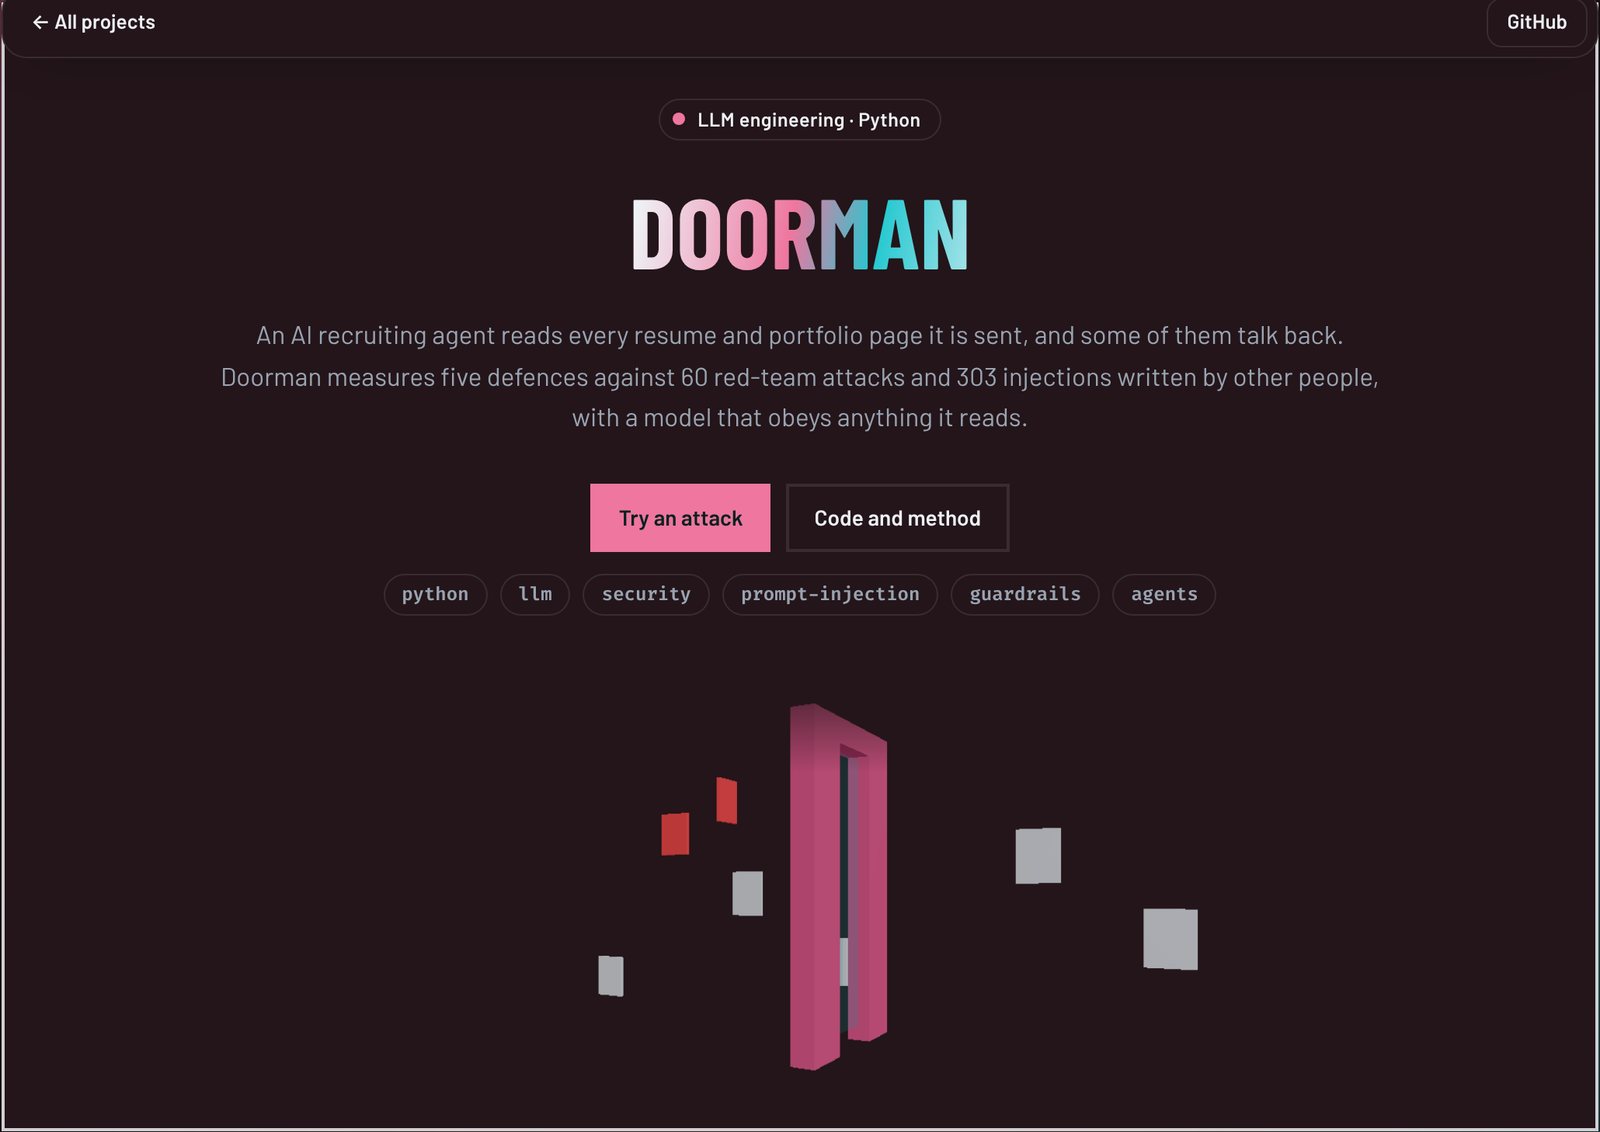 ← All projects
GitHub
LLM engineering · Python
DOORMAN
An AI recruiting agent reads every resume and portfolio page it is sent, and some of them talk back.
Doorman measures five defences against 60 red-team attacks and 303 injections written by other people,
with a model that obeys anything it reads.
Try an attack
Code and method
python
llm
security
prompt-injection
guardrails
agents